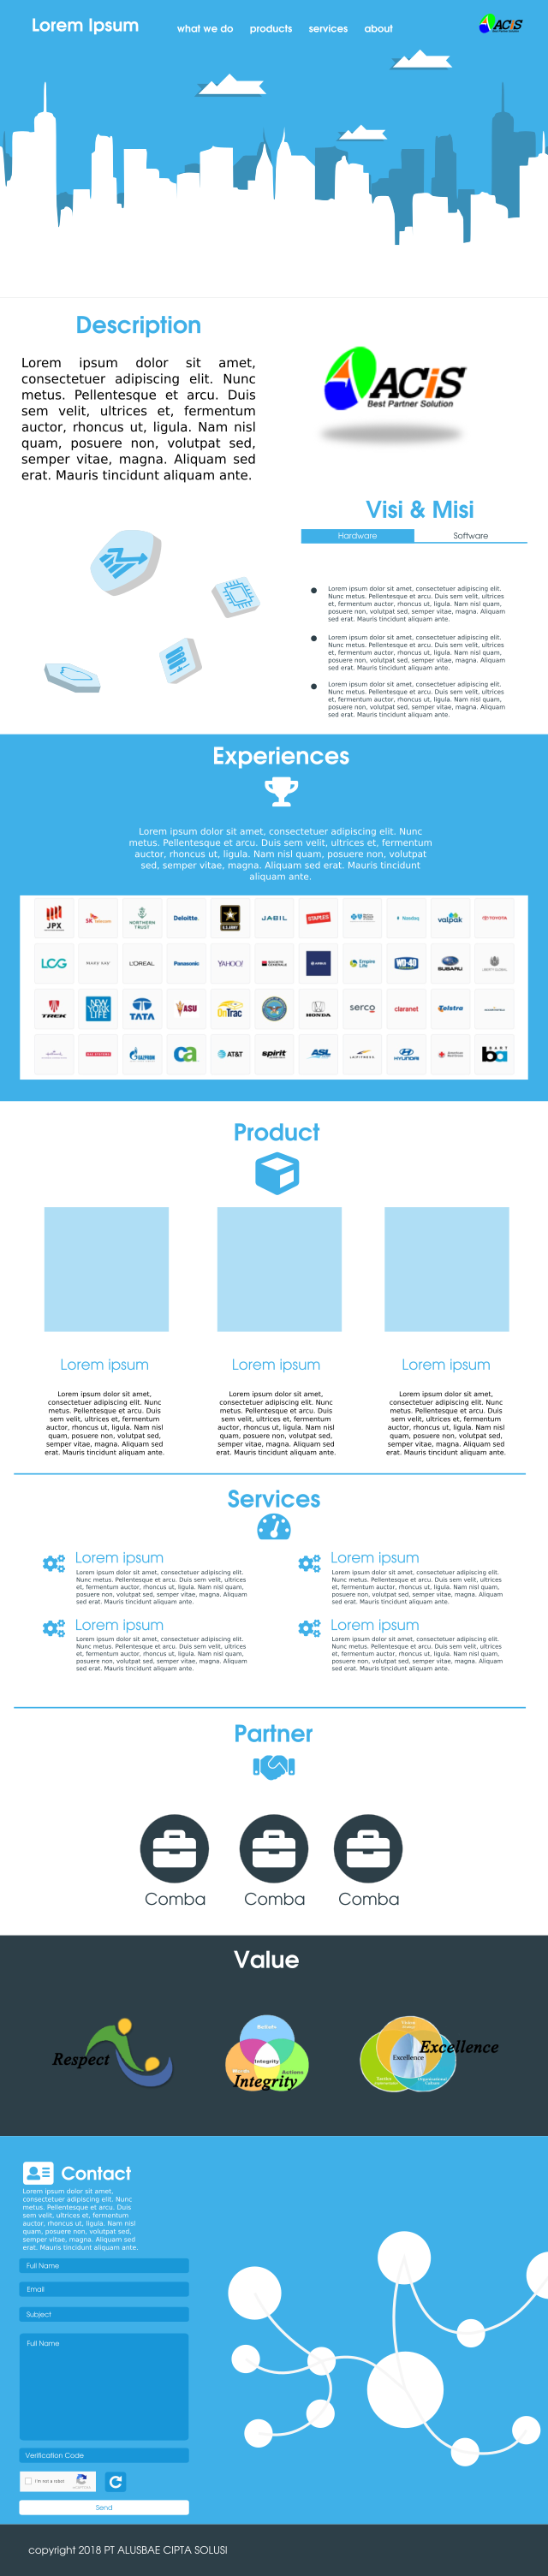 Lorem Ipsum
what we do products services about
ACiS
Best Partner Solution
Description
Lorem ipsum dolor sit amet,
consectetuer adipiscing elit. Nunc
metus. Pellentesque et arcu. Duis
sem velit, ultrices et, fermentum
auctor, rhoncus ut, ligula. Nam nisl
quam, posuere non, volutpat sed,
semper vitae, magna. Aliquam sed
erat. Mauris tincidunt aliquam ante.
ACiS
Best Partner Solution
Visi & Misi
Hardware Software
Lorem ipsum dolor sit amet, consectetuer adipiscing elit.
Nunc metus. Pellentesque et arcu. Duis sem velit, ultrices
et, fermentum auctor, rhoncus ut, ligula. Nam nisl quam,
posuere non, volutpat sed, semper vitae, magna. Aliquam
sed erat. Mauris tincidunt aliquam ante.
Lorem ipsum dolor sit amet, consectetuer adipiscing elit.
Nunc metus. Pellentesque et arcu. Duis sem velit, ultrices
et, fermentum auctor, rhoncus ut, ligula. Nam nisl quam,
posuere non, volutpat sed, semper vitae, magna. Aliquam
sed erat. Mauris tincidunt aliquam ante.
Lorem ipsum dolor sit amet, consectetuer adipiscing elit.
Nunc metus. Pellentesque et arcu. Duis sem velit, ultrices
et, fermentum auctor, rhoncus ut, ligula. Nam nisl quam,
posuere non, volutpat sed, semper vitae, magna. Aliquam
sed erat. Mauris tincidunt aliquam ante.
Experiences
Lorem ipsum dolor sit amet, consectetuer adipiscing elit. Nunc
metus. Pellentesque et arcu. Duis sem velit, ultrices et, fermentum
auctor, rhoncus ut, ligula. Nam nisl quam, posuere non, volutpat
sed, semper vitae, magna. Aliquam sed erat. Mauris tincidunt
aliquam ante.
JPX SK telecom NORTHERN TRUST Deloitte. U.S. ARMY JABIL STAPLES Nasdaq valpak TOYOTA
LCG MARY KAY L'OREAL Panasonic YAHOO! SOCIETE GENERALE AIRBUS Empire Life WD-40 SUBARU LIBERTY GLOBAL
TREK NEW YORK LIFE TATA ASU OnTrac HONDA serco claranet Telstra
BAE SYSTEMS GAZPROM ca AT&T spirit ASL HYUNDAI BANT ba
Product
Lorem ipsum Lorem ipsum Lorem ipsum
Lorem ipsum dolor sit amet,
consectetuer adipiscing elit. Nunc
metus. Pellentesque et arcu. Duis
sem velit, ultrices et, fermentum
auctor, rhoncus ut, ligula. Nam nisl
quam, posuere non, volutpat sed,
semper vitae, magna. Aliquam sed
erat. Mauris tincidunt aliquam ante.
Lorem ipsum dolor sit amet,
consectetuer adipiscing elit. Nunc
metus. Pellentesque et arcu. Duis
sem velit, ultrices et, fermentum
auctor, rhoncus ut, ligula. Nam nisl
quam, posuere non, volutpat sed,
semper vitae, magna. Aliquam sed
erat. Mauris tincidunt aliquam ante.
Lorem ipsum dolor sit amet,
consectetuer adipiscing elit. Nunc
metus. Pellentesque et arcu. Duis
sem velit, ultrices et, fermentum
auctor, rhoncus ut, ligula. Nam nisl
quam, posuere non, volutpat sed,
semper vitae, magna. Aliquam sed
erat. Mauris tincidunt aliquam ante.
Services
Lorem ipsum
Lorem ipsum dolor sit amet, consectetuer adipiscing elit.
Nunc metus. Pellentesque et arcu. Duis sem velit, ultrices
et, fermentum auctor, rhoncus ut, ligula. Nam nisl quam,
posuere non, volutpat sed, semper vitae, magna. Aliquam
sed erat. Mauris tincidunt aliquam ante.
Lorem ipsum
Lorem ipsum dolor sit amet, consectetuer adipiscing elit.
Nunc metus. Pellentesque et arcu. Duis sem velit, ultrices
et, fermentum auctor, rhoncus ut, ligula. Nam nisl quam,
posuere non, volutpat sed, semper vitae, magna. Aliquam
sed erat. Mauris tincidunt aliquam ante.
Lorem ipsum
Lorem ipsum dolor sit amet, consectetuer adipiscing elit.
Nunc metus. Pellentesque et arcu. Duis sem velit, ultrices
et, fermentum auctor, rhoncus ut, ligula. Nam nisl quam,
posuere non, volutpat sed, semper vitae, magna. Aliquam
sed erat. Mauris tincidunt aliquam ante.
Lorem ipsum
Lorem ipsum dolor sit amet, consectetuer adipiscing elit.
Nunc metus. Pellentesque et arcu. Duis sem velit, ultrices
et, fermentum auctor, rhoncus ut, ligula. Nam nisl quam,
posuere non, volutpat sed, semper vitae, magna. Aliquam
sed erat. Mauris tincidunt aliquam ante.
Partner
Comba Comba Comba
Value
Respect
Beliefs
Integrity
Words
Actions
Integrity
Excellence
Excellence
Contact
Lorem ipsum dolor sit amet,
consectetuer adipiscing elit. Nunc
metus. Pellentesque et arcu. Duis
sem velit, ultrices et, fermentum
auctor, rhoncus ut, ligula. Nam nisl
quam, posuere non, volutpat sed,
semper vitae, magna. Aliquam sed
erat. Mauris tincidunt aliquam ante.
Full Name
Email
Subject
Full Name
Verification Code
I'm not a robot
Send
copyright 2018 PT ALUSBAE CIPTA SOLUSI